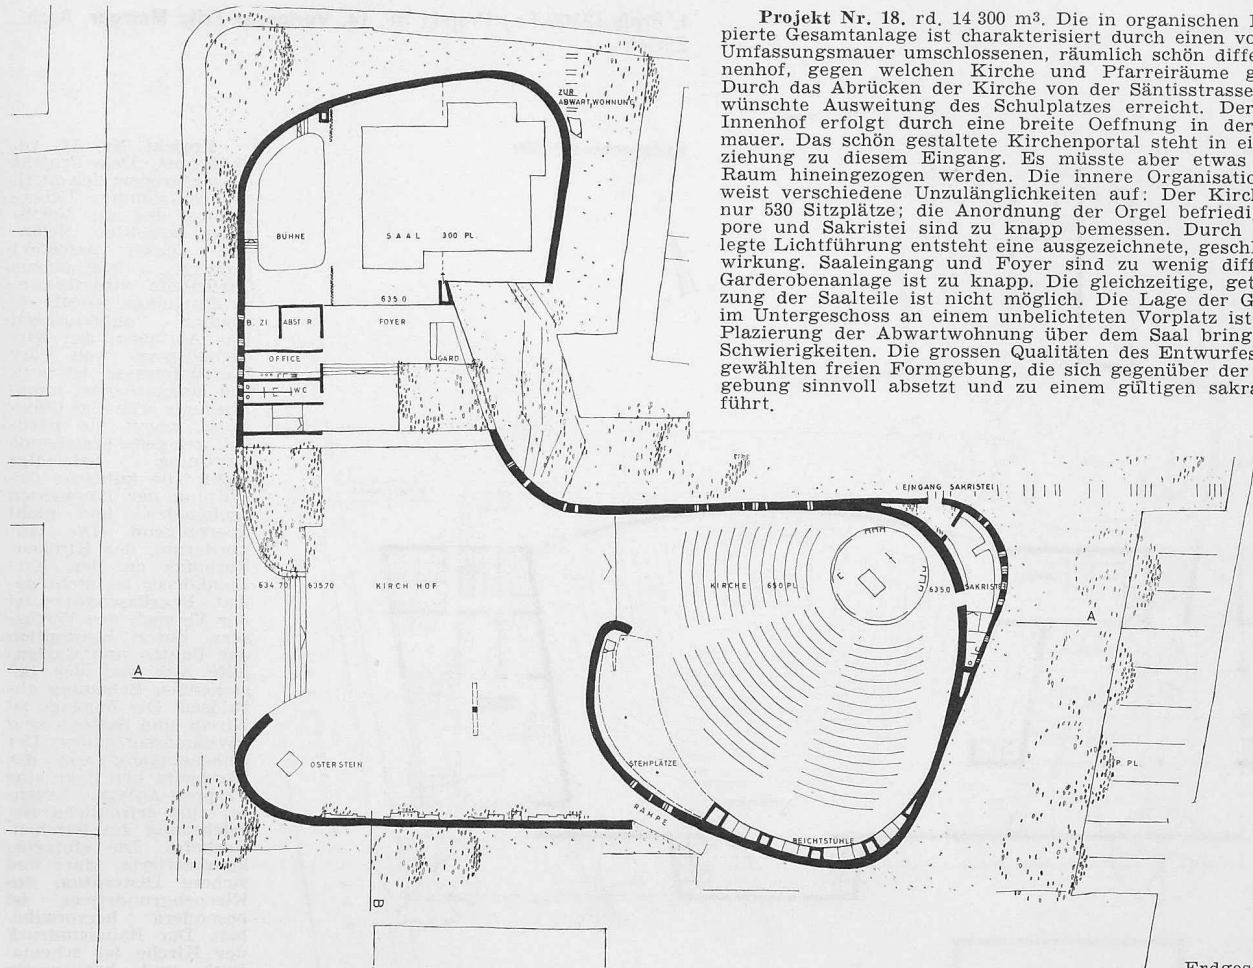 Projekt Nr. 18. rd. 14 300 m³. Die in organischen
pierte Gesamtanlage ist charakterisiert durch einen
Umfassungsmauer umschlossenen, räumlich schön diffe
nenhof, gegen welchen Kirche und Pfarreiräume
Durch das Abrücken der Kirche von der Säntisstrasse
wünschte Ausweitung des Schulplatzes erreicht. Der
Innenhof erfolgt durch eine breite Oeffnung in der
mauer. Das schön gestaltete Kirchenportal steht in ei
ziehung zu diesem Eingang. Es müsste aber etwas
Raum hineingezogen werden. Die innere Organisatio
weist verschiedene Unzulänglichkeiten auf: Der Kirch
nur 530 Sitzplätze; die Anordnung der Orgel befriedi
pore und Sakristei sind zu knapp bemessen. Durch
legte Lichtführung entsteht eine ausgezeichnete, geschl
wirkung. Saaleingang und Foyer sind zu wenig diff
Garderobenanlage ist zu knapp. Die gleichzeitige, get
zung der Saalteile ist nicht möglich. Die Lage der G
im Untergeschoss an einem unbelichteten Vorplatz ist
Plazierung der Abwartwohnung über dem Saal bring
Schwierigkeiten. Die grossen Qualitäten des Entwurfes
gewählten freien Formgebung, die sich gegenüber der
gebung sinnvoll absetzt und zu einem gültigen sakra
führt.
ZUR
ABWARTWOHNUNG
BÜHNE
SAAL 300 PL.
635.0
B. ZI.
ABST R
FOYER
OFFICE
GARD
WC
EINGANG SAKRISTEI
634 70
635 70
KIRCH HOF
KIRCHE 650 PL
635.0
SAKRISTEI
A
A
OSTERSTEIN
STEHPLÄTZE
P. PL.
RAMPE
BEICHTSTÜHLE
B
Erdges